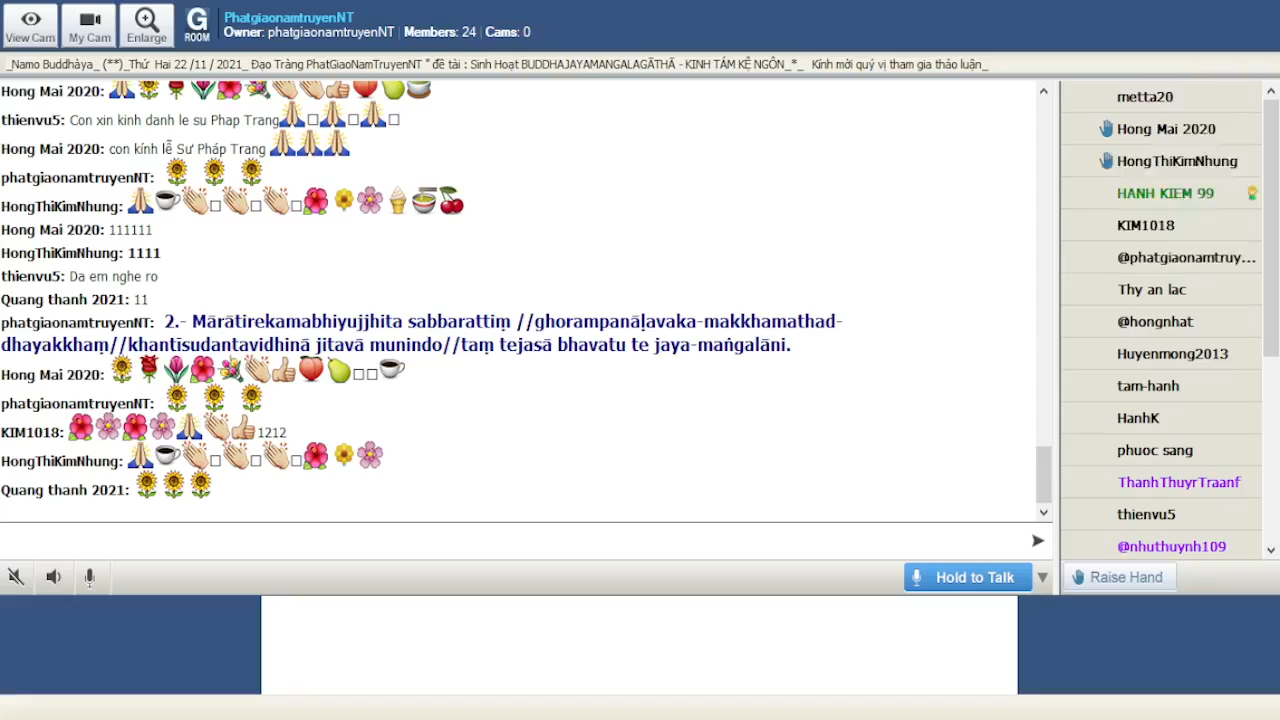 View Cam
My Cam
Enlarge
G
ROOM
PhatgiaonamtruyenNT
Owner: phatgiaonamtruyenNT | Members: 24 | Cams: 0
_Namo Buddhàya_ (**)_Thứ Hai 22 /11 / 2021_ Đạo Tràng PhatGiaoNamTruyenNT " đề tài : Sinh Hoạt BUDDHAJAYAMANGALAGĀTHĀ - KINH TÁM KỆ NGÔN_*_ Kính mời quý vị tham gia thảo luận_
Hong Mai 2020:
thienvu5: Con xin kinh danh le su Phap Trang
Hong Mai 2020: con kính lễ Sư Pháp Trang
phatgiaonamtruyenNT:
HongThiKimNhung:
Hong Mai 2020: 111111
HongThiKimNhung: 1111
thienvu5: Da em nghe ro
Quang thanh 2021: 11
phatgiaonamtruyenNT: 2.- Mārātirekamabhiyujjhita sabbarattiṃ //ghorampanāḷavaka-makkhamathad-
dhayakkhaṃ//khantīsudantavidhinā jitavā munindo//taṃ tejasā bhavatu te jaya-maṅgalāni.
Hong Mai 2020:
phatgiaonamtruyenNT:
KIM1018: 1212
HongThiKimNhung:
Quang thanh 2021:
metta20
Hong Mai 2020
HongThiKimNhung
HANH KIEM 99
KIM1018
@phatgiaonamtruy...
Thy an lac
@hongnhat
Huyenmong2013
tam-hanh
HanhK
phuoc sang
ThanhThuyrTraanf
thienvu5
@nhuthuynh109
Hold to Talk
Raise Hand